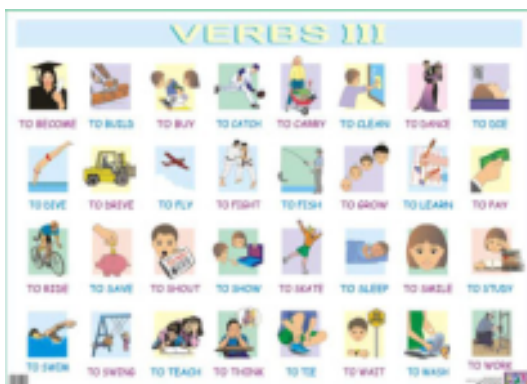 VERBS III
TO BECOME TO BUILD TO BUY TO CATCH TO CARRY TO CLEAN TO DANCE TO DIE
TO DIVE TO DRIVE TO FLY TO FIGHT TO FISH TO GROW TO LEARN TO PAY
TO RIDE TO SAVE TO SHOUT TO SHOW TO SKATE TO SLEEP TO SMILE TO STUDY
TO SWIM TO SWING TO TEACH TO THINK TO TIE TO WAIT TO WASH TO WORK